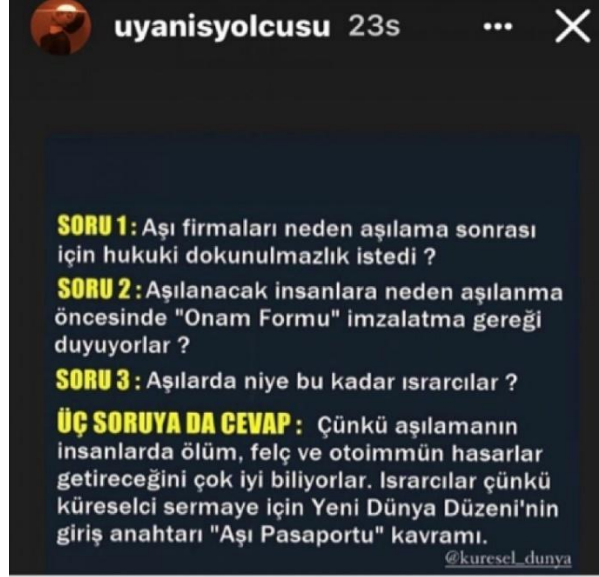 uyanisyolcusu 23s
SORU 1: Aşı firmaları neden aşılama sonrası
için hukuki dokunulmazlık istedi ?
SORU 2 : Aşılanacak insanlara neden aşılanma
öncesinde "Onam Formu" imzalatma gereği
duyuyorlar ?
SORU 3 : Aşılarda niye bu kadar ısrarcılar ?
ÜÇ SORUYA DA CEVAP : Çünkü aşılamanın
insanlarda ölüm, felç ve otoimmün hasarlar
getireceğini çok iyi biliyorlar. Israrcılar çünkü
küreselci sermaye için Yeni Dünya Düzeni'nin
giriş anahtarı "Aşı Pasaportu" kavramı.
@kuresel_dunya